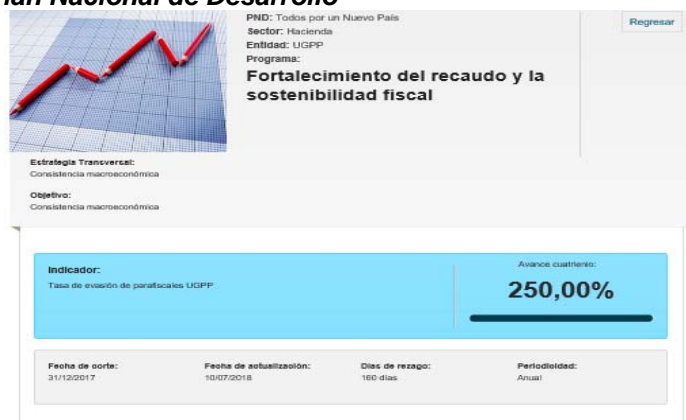 lan Nacional de Desarrollo
PND: Todos por un Nuevo País
Sector: Hacienda
Entidad: UGPP
Programa:
Fortalecimiento del recaudo y la
sostenibilidad fiscal
Regresar
Estrategia Transversal:
Consistencia macroeconómica
Objetivo:
Consistencia macroeconómica
Indicador:
Tasa de evasión de parafiscales UGPP
Avance cuatrienio:
250,00%
Fecha de corte:
31/12/2017
Fecha de actualización:
10/07/2018
Días de rezago:
160 días
Periodicidad:
Anual